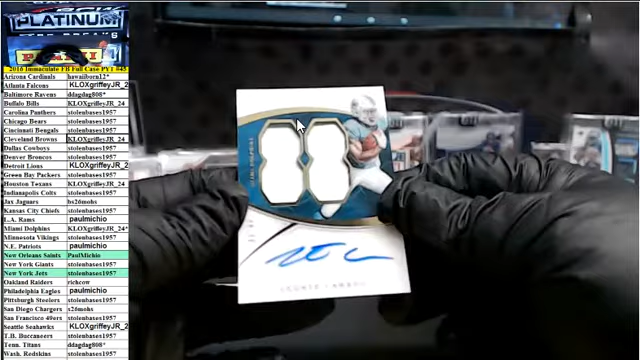 PLATINUM
PANINI
2018 Immaculate FB Full Case PYT #45
Arizona Cardinals hawaiiborn12*
Atlanta Falcons KLOXgriffeyJR_2
Baltimore Ravens ddagdag808*
Buffalo Bills KLOXgriffeyJR_24
Carolina Panthers stolenbases1957
Chicago Bears stolenbases1957
Cincinnati Bengals stolenbases1957
Cleveland Browns KLOXgriffeyJR_24
Dallas Cowboys stolenbases1957
Denver Broncos stolenbases1957
Detroit Lions KLOXgriffeyJR_2
Green Bay Packers stolenbases1957
Houston Texans KLOXgriffeyJR_24
Indianapolis Colts stolenbases1957
Jax Jaguars bs26mohs
Kansas City Chiefs stolenbases1957
L.A. Rams paulmichio
Miami Dolphins KLOXgriffeyJR_24*
Minnesota Vikings stolenbases1957
N.E. Patriots paulmichio
New Orleans Saints PaulMichio
New York Giants stolenbases1957
New York Jets stolenbases1957
Oakland Raiders richcow
Philadelphia Eagles paulmichio
Pittsburgh Steelers stolenbases1957
San Diego Chargers s26mohs
San Francisco 49ers stolenbases1957
Seattle Seahawks KLOXgriffeyJR_2
T.B. Buccaneers stolenbases1957
Tenn. Titans ddagdag808*
Wash. Redskins stolenbases1957
88